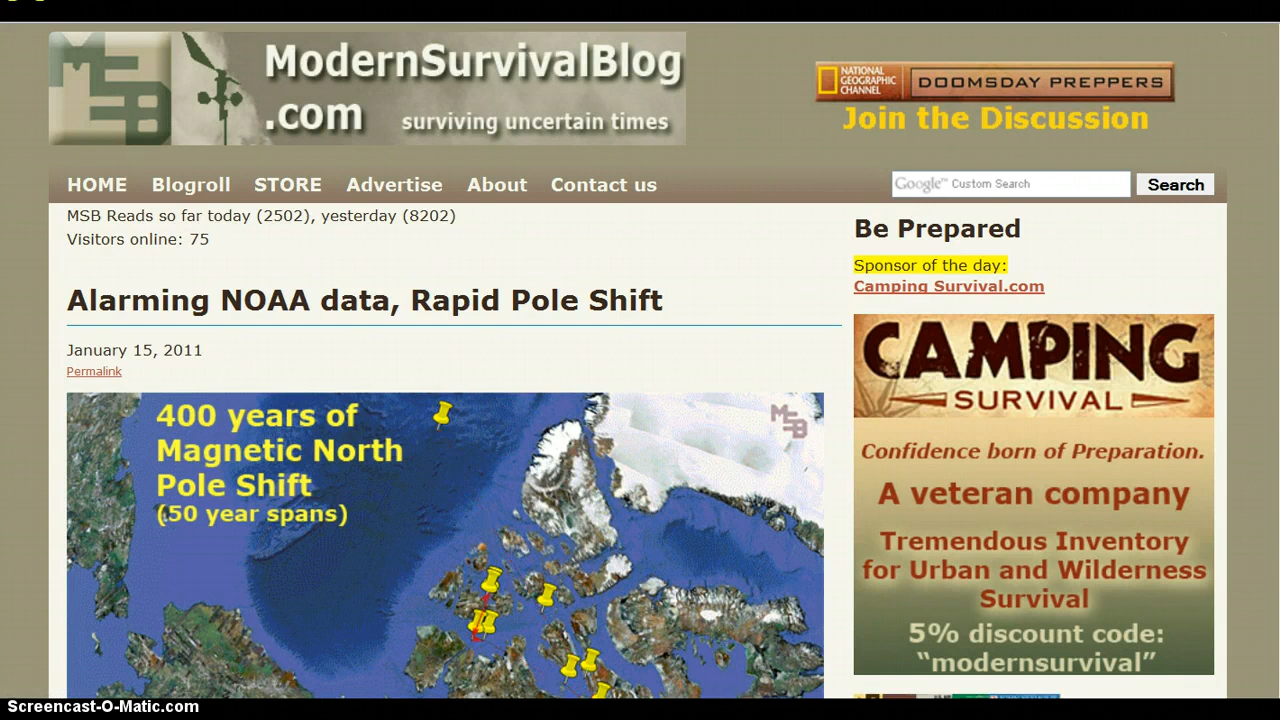 MSB
ModernSurvivalBlog
.com
surviving uncertain times
NATIONAL
GEOGRAPHIC
CHANNEL
DOOMSDAY PREPPERS
Join the Discussion
HOME Blogroll STORE Advertise About Contact us
Google™ Custom Search
Search
MSB Reads so far today (2502), yesterday (8202)
Visitors online: 75
Alarming NOAA data, Rapid Pole Shift
January 15, 2011
Permalink
400 years of
Magnetic North
Pole Shift
(50 year spans)
MSB
Be Prepared
Sponsor of the day:
Camping Survival.com
CAMPING
SURVIVAL
Confidence born of Preparation.
A veteran company
Tremendous Inventory
for Urban and Wilderness
Survival
5% discount code:
“modernsurvival”
Screencast-O-Matic.com